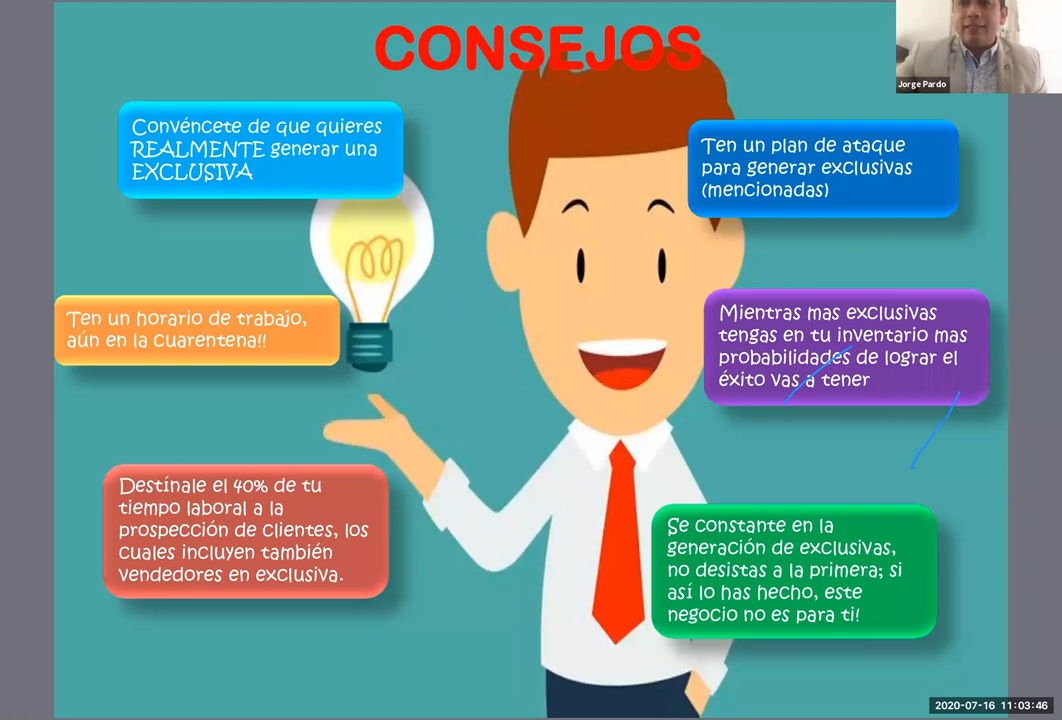 CONSEJOS
Jorge Pardo
Convéncete de que quieres
REALMENTE generar una
EXCLUSIVA
Ten un plan de ataque
para generar exclusivas
(mencionadas)
Ten un horario de trabajo,
aún en la cuarentena!!
Mientras mas exclusivas
tengas en tu inventario mas
probabilidades de lograr el
éxito vas a tener
Destínale el 40% de tu
tiempo laboral a la
prospección de clientes, los
cuales incluyen también
vendedores en exclusiva.
Se constante en la
generación de exclusivas,
no desistas a la primera; si
así lo has hecho, este
negocio no es para ti!
2020-07-16 11:03:46